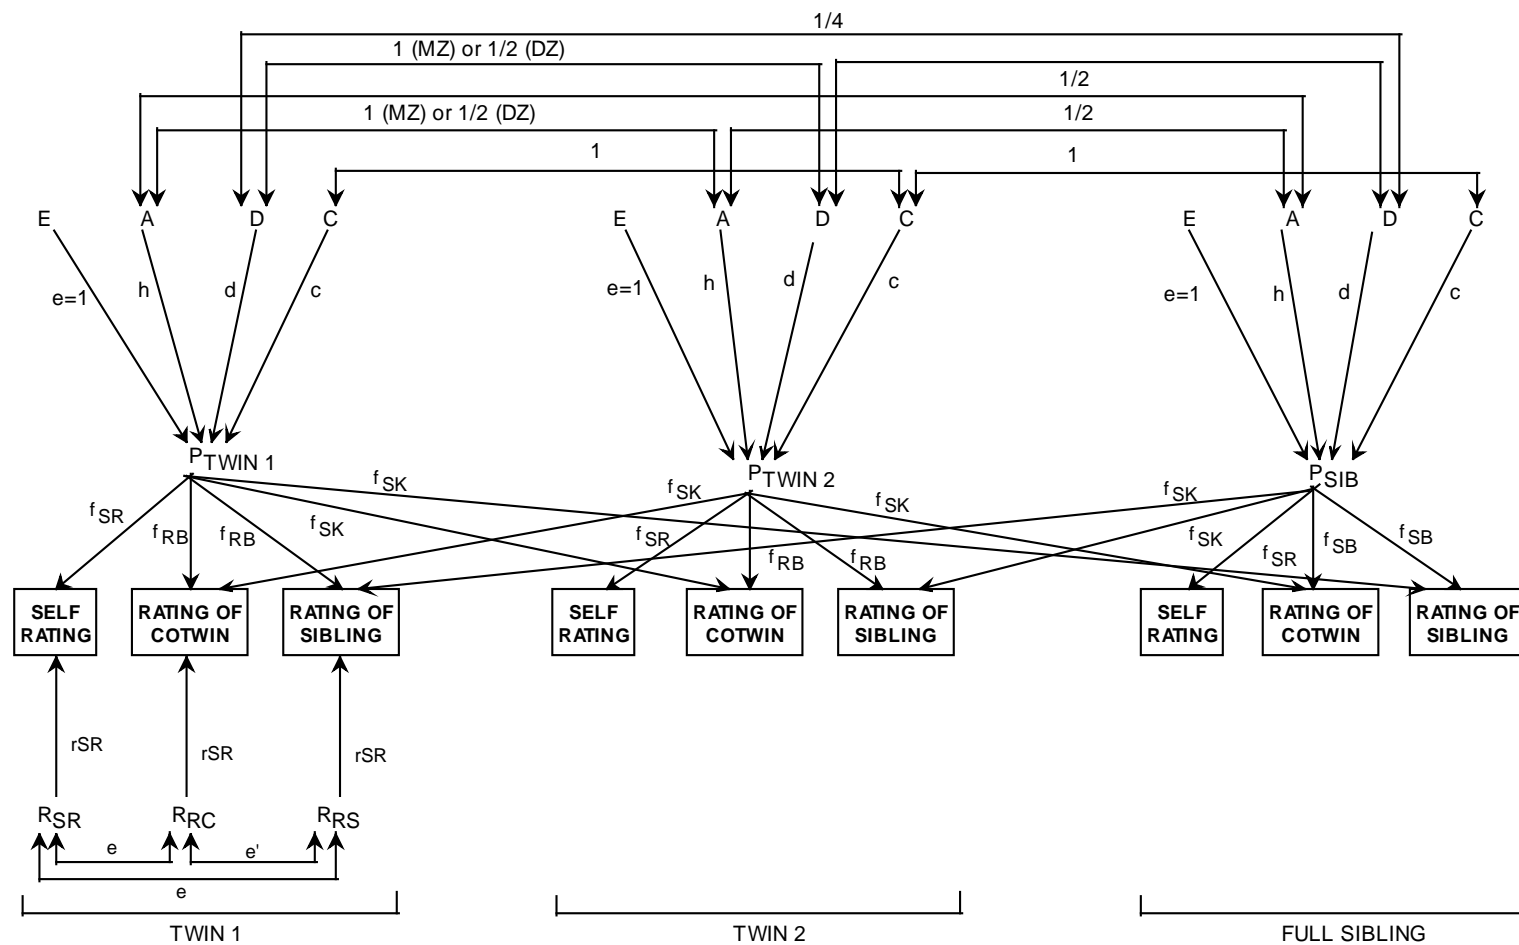 1/4
1 (MZ) or 1/2 (DZ)
1/2
1 (MZ) or 1/2 (DZ)
1/2
1
1
E A D C E A D C E A D C
e=1 h d c e=1 h d c e=1 h d c
PTWIN 1 PTWIN 2 PSIB
fSK fSK fSK fSK
fSR fRB fRB fSK fSR fRB fRB fSK fSR fSB fSB
SELF RATING OF RATING OF SELF RATING OF RATING OF SELF RATING OF RATING OF
RATING COTWIN SIBLING RATING COTWIN SIBLING RATING COTWIN SIBLING
rSR rSR rSR
RSR RRC RRS
e e'
e
TWIN 1 TWIN 2 FULL SIBLING